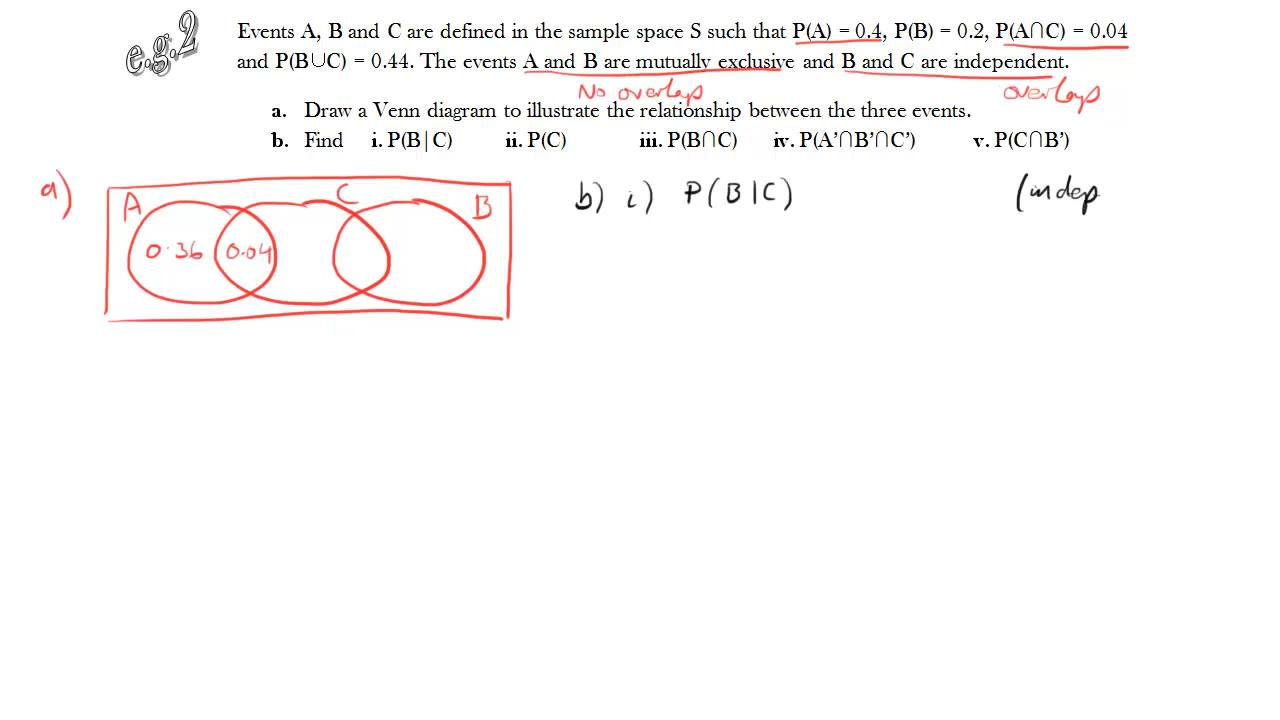 e.g.2
Events A, B and C are defined in the sample space S such that P(A) = 0.4, P(B) = 0.2, P(A∩C) = 0.04
and P(B∪C) = 0.44. The events A and B are mutually exclusive and B and C are independent.
No overlap overlaps
a. Draw a Venn diagram to illustrate the relationship between the three events.
b. Find i. P(B|C) ii. P(C) iii. P(B∩C) iv. P(A'∩B'∩C') v. P(C∩B')
a)
A C B
0.36 0.04
b) i) P(B|C) (indep